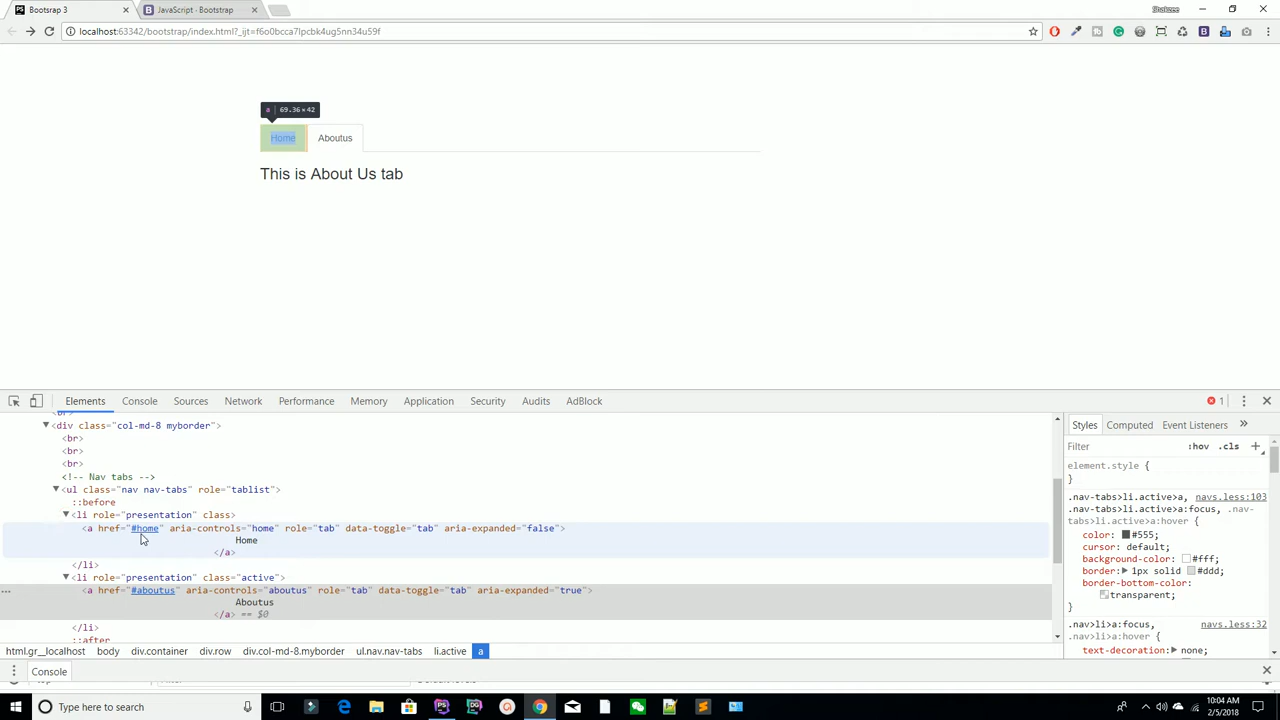 Bootsrap 3
JavaScript · Bootstrap
localhost:63342/bootstrap/index.html?_ijt=f6o0bcca7lpcbk4ug5nn34u59f
a 69.36×42
Home Aboutus
This is About Us tab
Elements Console Sources Network Performance Memory Application Security Audits AdBlock 1
<div class="col-md-8 myborder">
<br>
<br>
<br>
<!-- Nav tabs -->
<ul class="nav nav-tabs" role="tablist">
::before
<li role="presentation" class>
<a href="#home" aria-controls="home" role="tab" data-toggle="tab" aria-expanded="false">
Home
</a>
</li>
<li role="presentation" class="active">
<a href="#aboutus" aria-controls="aboutus" role="tab" data-toggle="tab" aria-expanded="true">
Aboutus
</a> == $0
</li>
::after
html.gr__localhost body div.container div.row div.col-md-8.myborder ul.nav.nav-tabs li.active a
Console
Styles Computed Event Listeners
Filter :hov .cls +
element.style {
}
.nav-tabs>li.active>a, navs.less:103
.nav-tabs>li.active>a:focus, .nav-
tabs>li.active>a:hover {
color: #555;
cursor: default;
background-color: #fff;
border: 1px solid #ddd;
border-bottom-color:
transparent;
}
.nav>li>a:focus, navs.less:32
.nav>li>a:hover {
text-decoration: none;
Type here to search
10:04 AM
2/5/2018